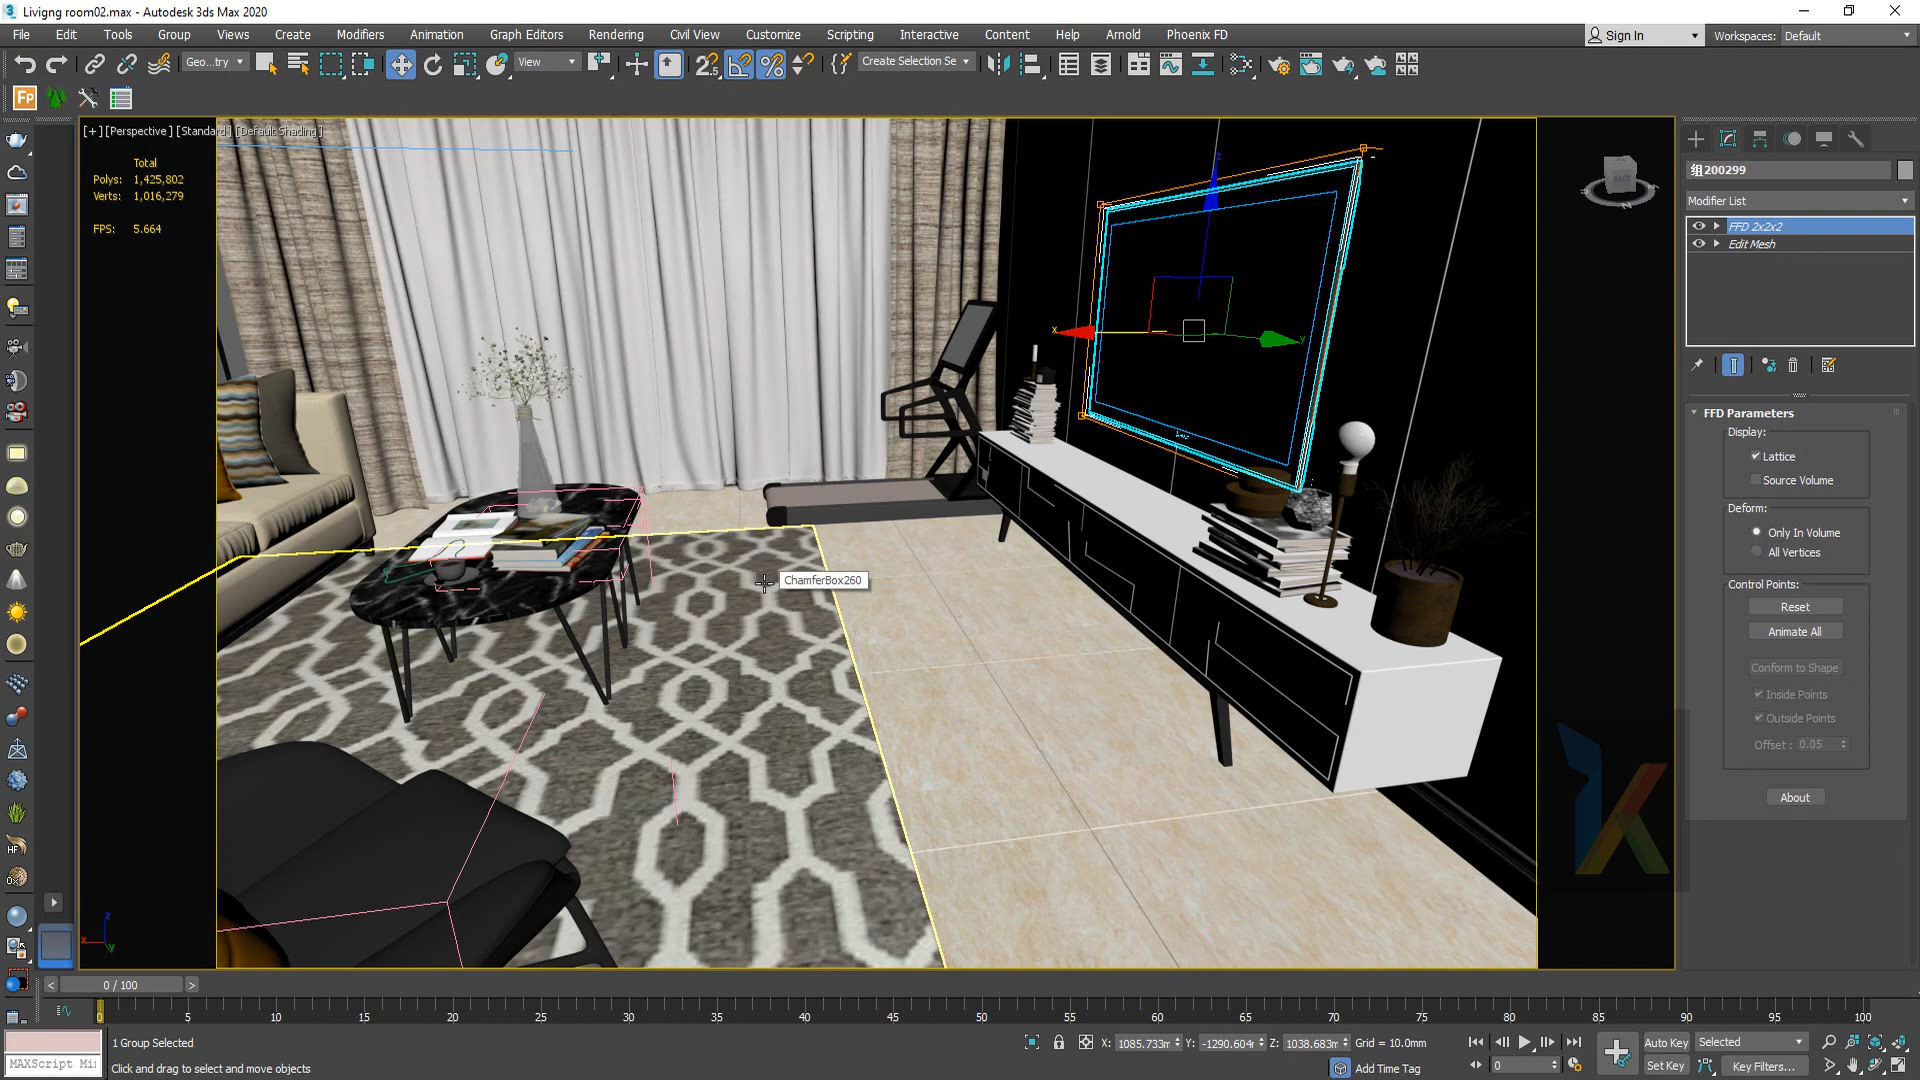 Livigng room02.max - Autodesk 3ds Max 2020
File Edit Tools Group Views Create Modifiers Animation Graph Editors Rendering Civil View Customize Scripting Interactive Content Help Arnold Phoenix FD
Sign In Workspaces: Default
Geo...try View Create Selection Se
Fp
[+] [Perspective] [Standard] [Default Shading]
Total
Polys: 1,425,802
Verts: 1,016,279
FPS: 5.664
BACK
z
x
y
ChamferBox260
组200299
Modifier List
FFD 2x2x2
Edit Mesh
FFD Parameters
Display:
Lattice
Source Volume
Deform:
Only In Volume
All Vertices
Control Points:
Reset
Animate All
Conform to Shape
Inside Points
Outside Points
Offset : 0.05
About
HF
z
x
y
< 0 / 100 >
0 5 10 15 20 25 30 35 40 45 50 55 60 65 70 75 80 85 90 95 100
1 Group Selected
X: 1085.733m Y: -1290.604m Z: 1038.683m Grid = 10.0mm
Auto Key Selected
MAXScript Mi
Click and drag to select and move objects
Add Time Tag
0
Set Key Key Filters...